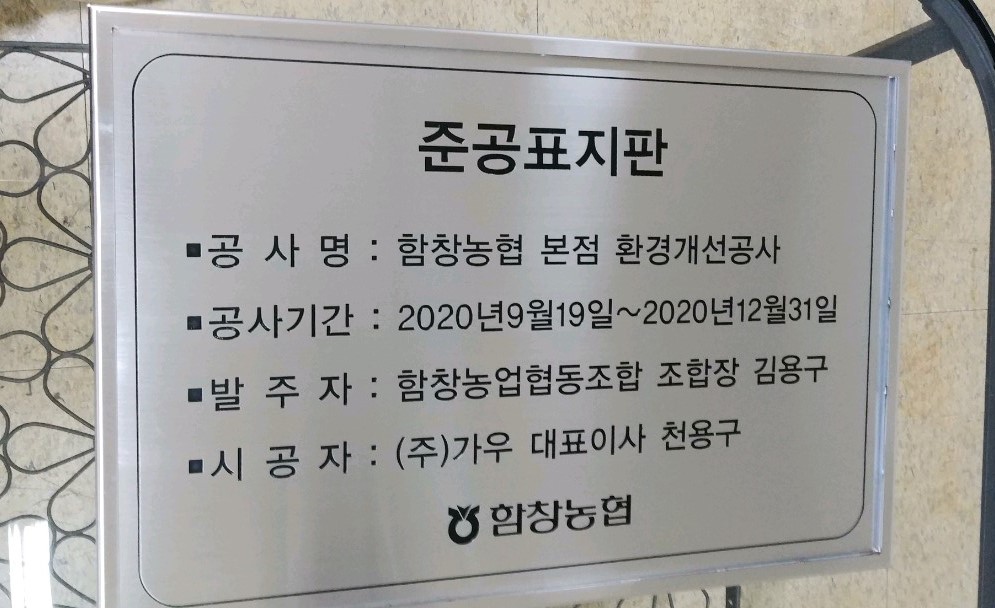 준공표지판
■공 사 명 : 함창농협 본점 환경개선공사
■공사기간 : 2020년9월19일~2020년12월31일
■발 주 자 : 함창농업협동조합 조합장 김용구
■시 공 자 : (주)가우 대표이사 천용구
함창농협